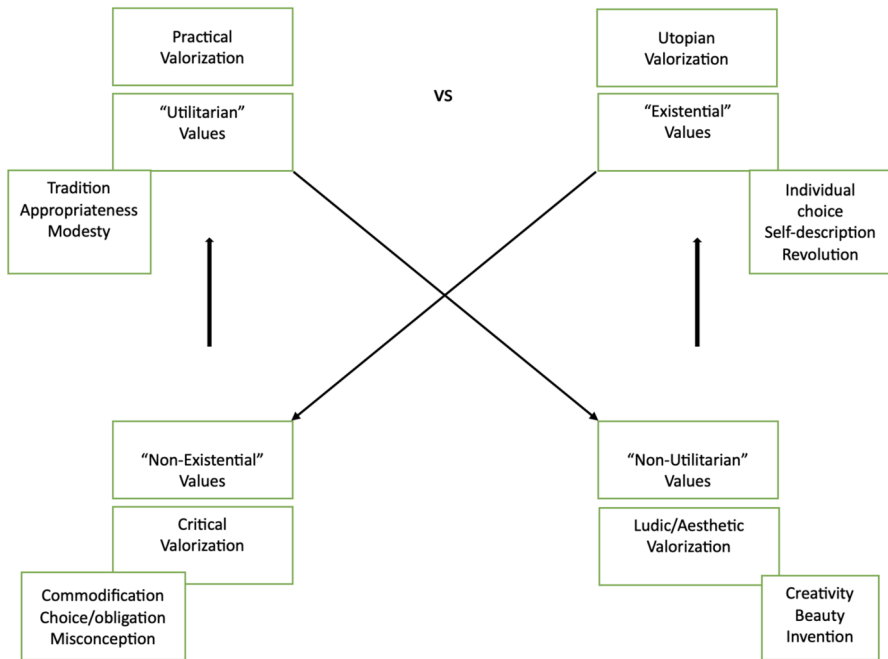 Practical
Valorization
Utopian
Valorization
VS
“Utilitarian”
Values
“Existential”
Values
Tradition
Appropriateness
Modesty
Individual
choice
Self-description
Revolution
“Non-Existential”
Values
“Non-Utilitarian”
Values
Critical
Valorization
Ludic/Aesthetic
Valorization
Commodification
Choice/obligation
Misconception
Creativity
Beauty
Invention